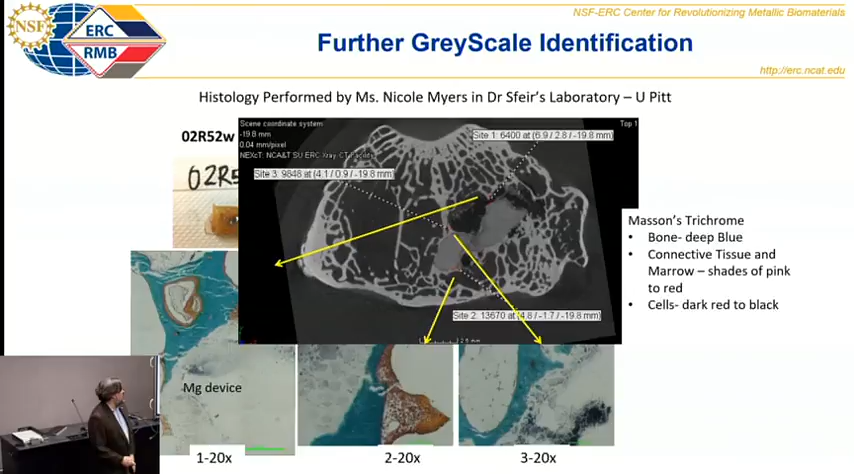 NSF-ERC Center for Revolutionizing Metallic Biomaterials
NSF
ERC
RMB
Further GreyScale Identification
http://erc.ncat.edu
Histology Performed by Ms. Nicole Myers in Dr Sfeir's Laboratory – U Pitt
02R52w
02R5
Scene coordinate system
-19.8 mm
0.04 mm/pixel
NEXcT: NCA&T SU ERC Xray CT Facility
Top 1
Site 1: 6400 at (6.9 / 2.8 / -19.8 mm)
Site 3: 9848 at (4.1 / 0.9 / -19.8 mm)
Site 2: 13670 at (4.8 / -1.7 / -19.8 mm)
Masson's Trichrome
• Bone- deep Blue
• Connective Tissue and
Marrow – shades of pink
to red
• Cells- dark red to black
Mg device
1-20x
2-20x
3-20x